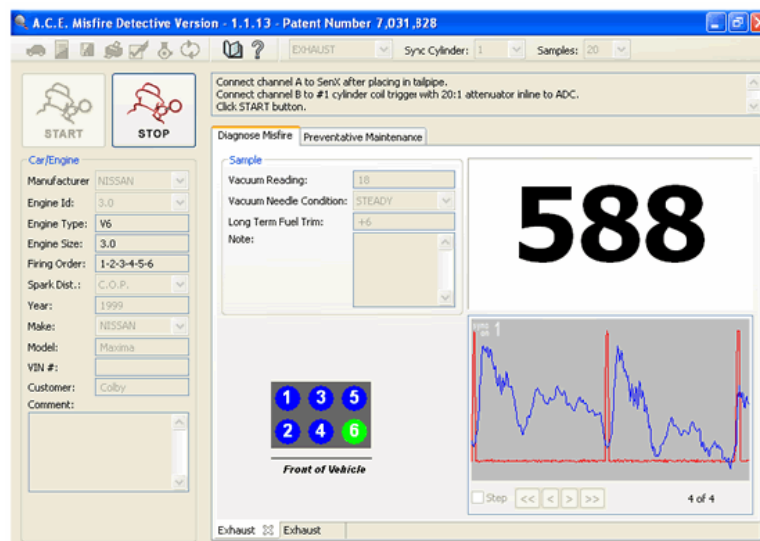 A.C.E. Misfire Detective Version - 1.1.13 - Patent Number 7,031,828
EXHAUST Sync Cylinder: 1 Samples: 20
START STOP
Connect channel A to SenX after placing in tailpipe.
Connect channel B to #1 cylinder coil trigger with 20:1 attenuator inline to ADC.
Click START button.
Diagnose Misfire Preventative Maintenance
Car/Engine
Manufacturer NISSAN
Engine Id: 3.0
Engine Type: V6
Engine Size: 3.0
Firing Order: 1-2-3-4-5-6
Spark Dist.: C.O.P.
Year: 1999
Make: NISSAN
Model: Maxima
VIN #:
Customer: Colby
Comment:
Sample
Vacuum Reading: 18
Vacuum Needle Condition: STEADY
Long Term Fuel Trim: +6
Note:
588
sync
on 1
1 3 5
2 4 6
Front of Vehicle
Step << < > >> 4 of 4
Exhaust Exhaust